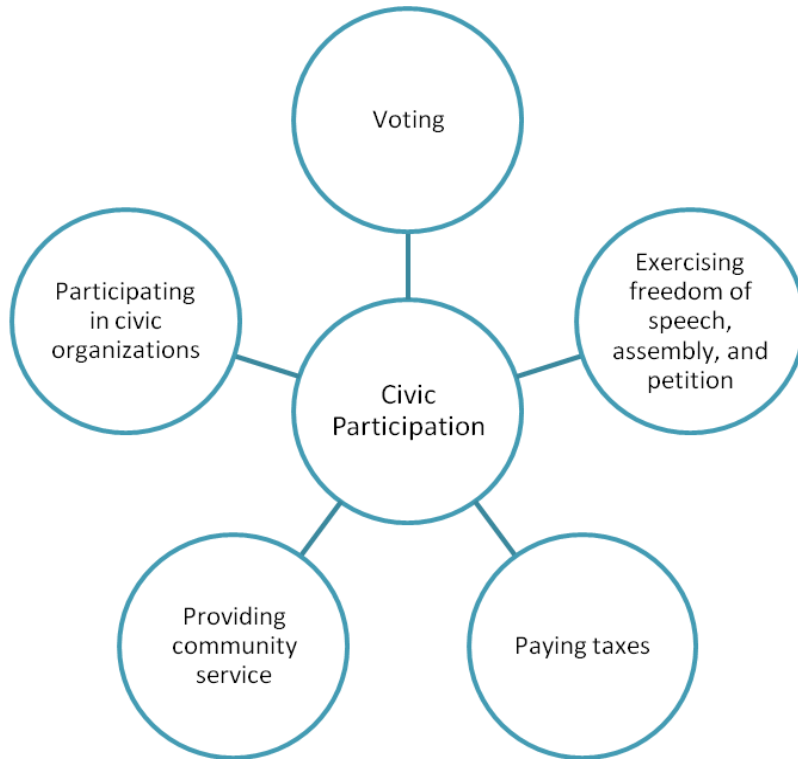 Voting
Exercising
freedom of
speech,
assembly, and
petition
Participating
in civic
organizations
Civic
Participation
Providing
community
service
Paying taxes